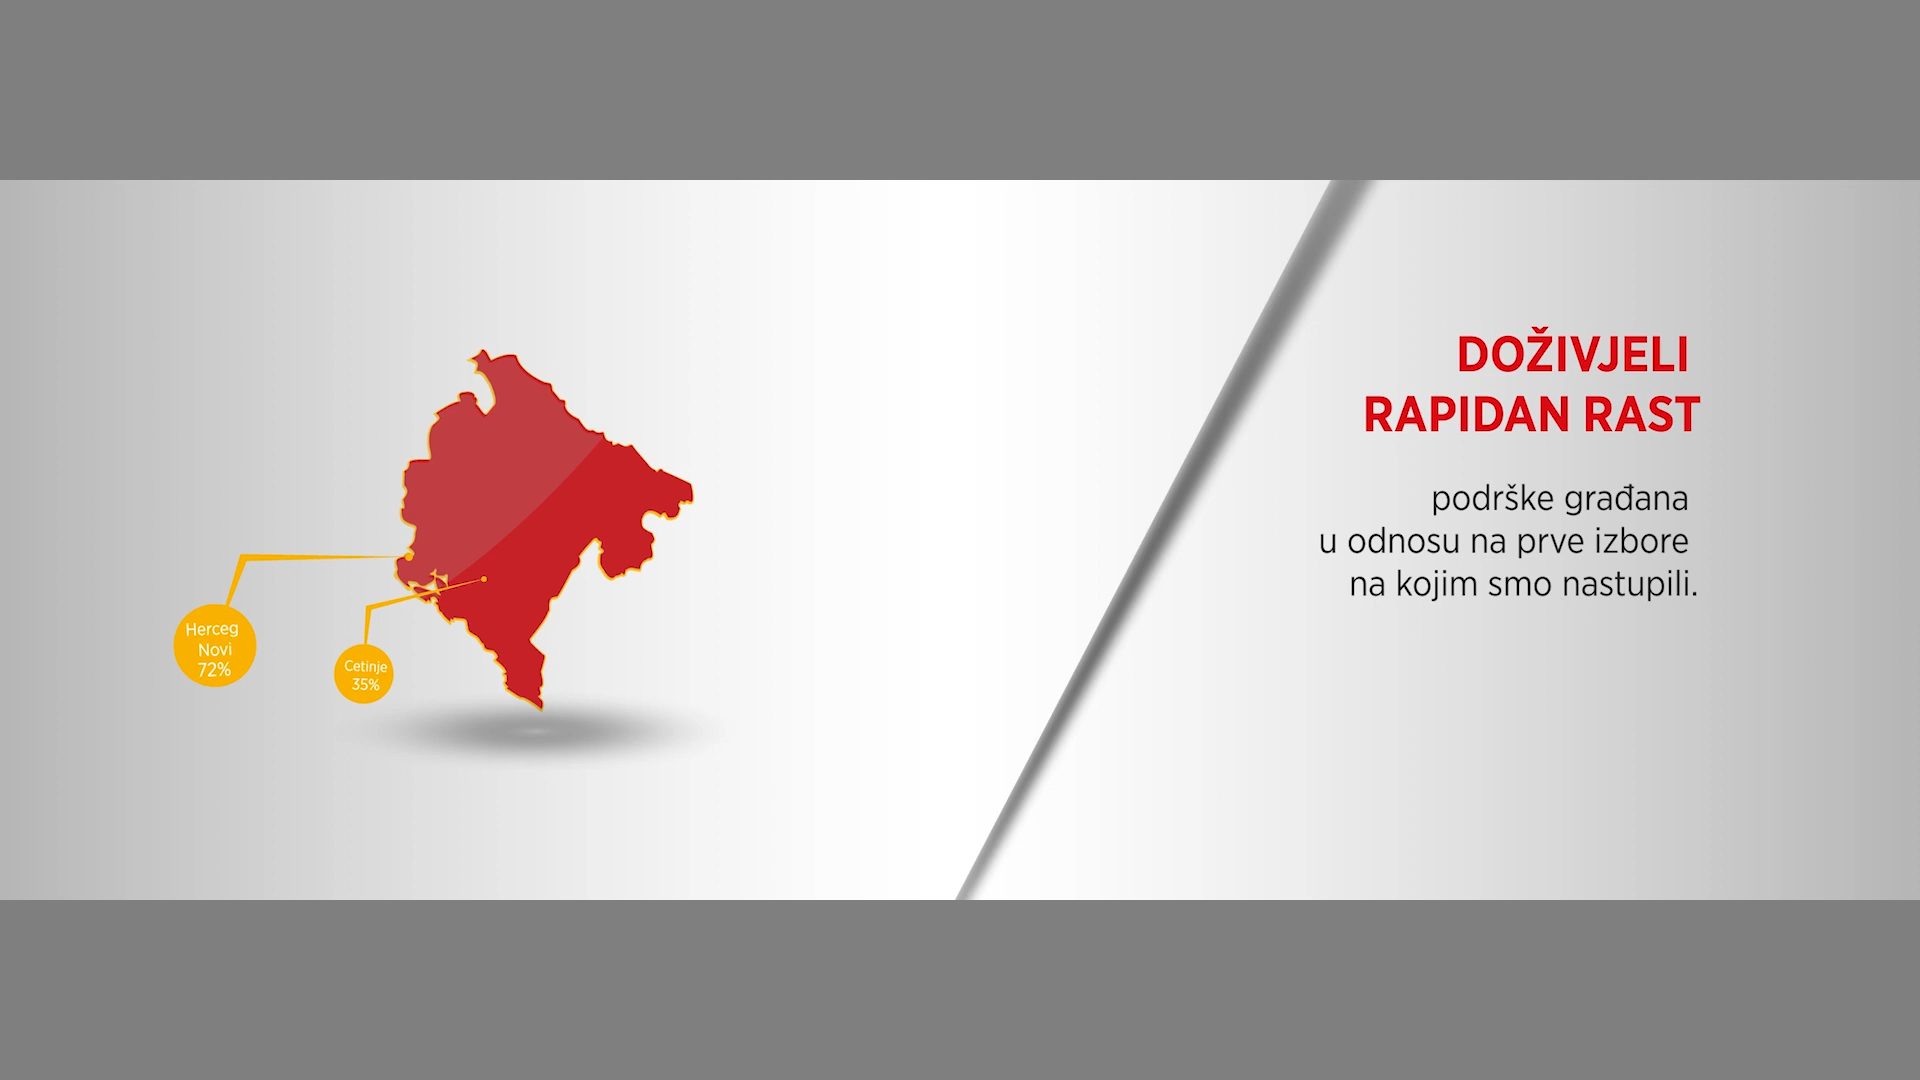 DOŽIVJELI
RAPIDAN RAST
podrške građana
u odnosu na prve izbore
na kojim smo nastupili.
Herceg
Novi
72%
Cetinje
35%